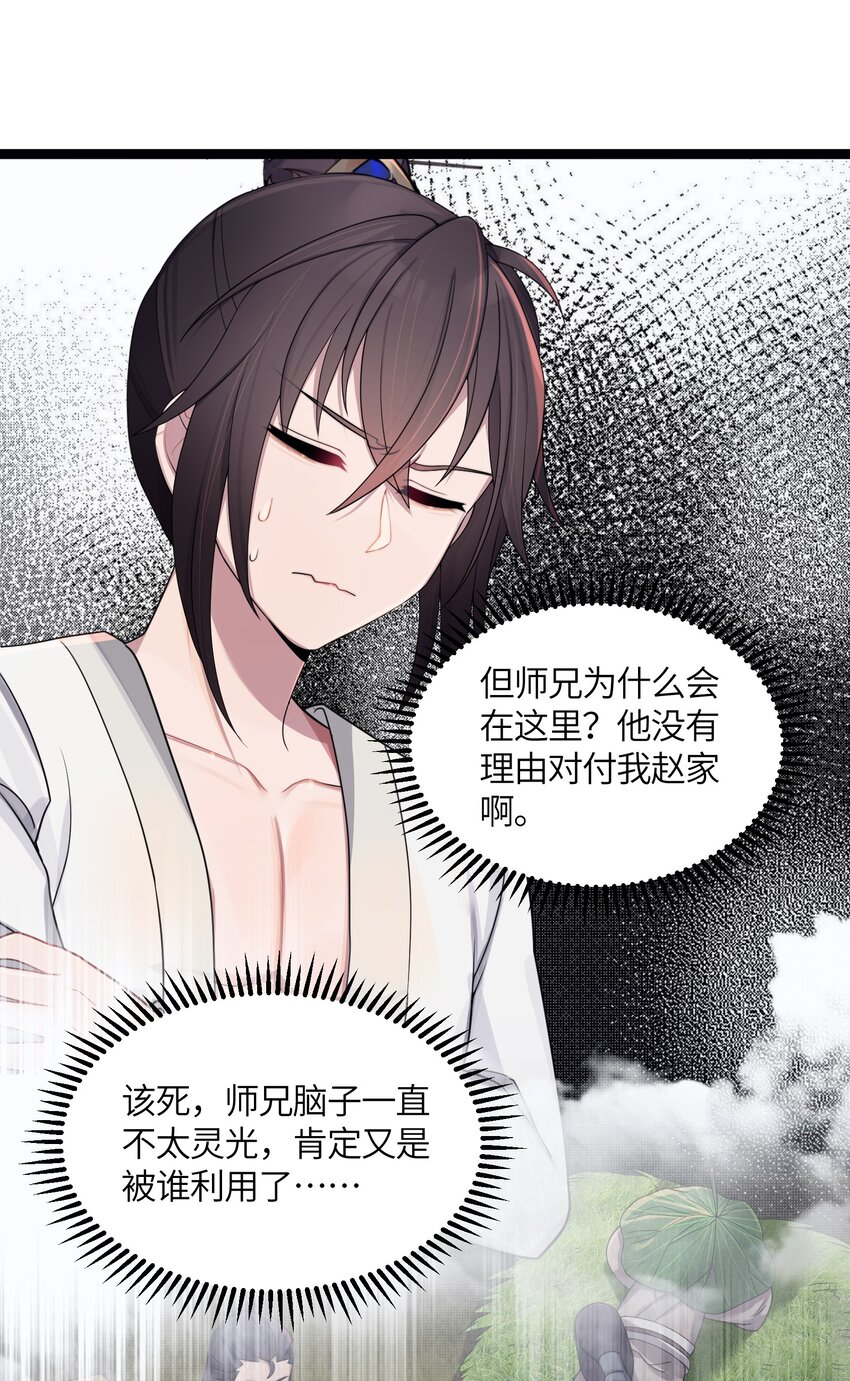 但师兄为什么会
在这里？他没有
理由对付我赵家
啊。
该死，师兄脑子一直
不太灵光，肯定又是
被谁利用了……